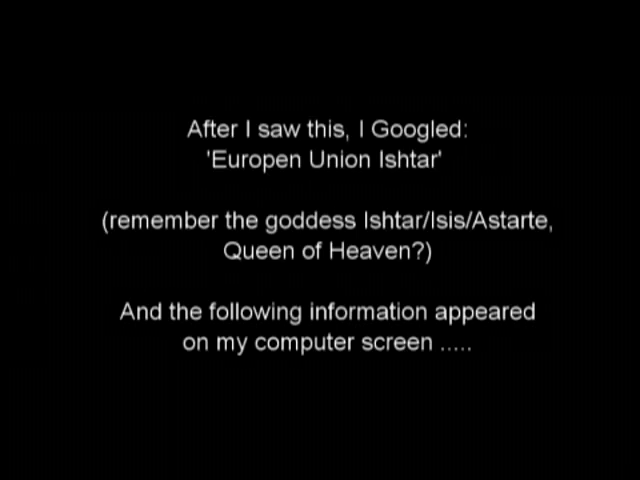 After I saw this, I Googled:
'Europen Union Ishtar'
(remember the goddess Ishtar/Isis/Astarte,
Queen of Heaven?)
And the following information appeared
on my computer screen .....